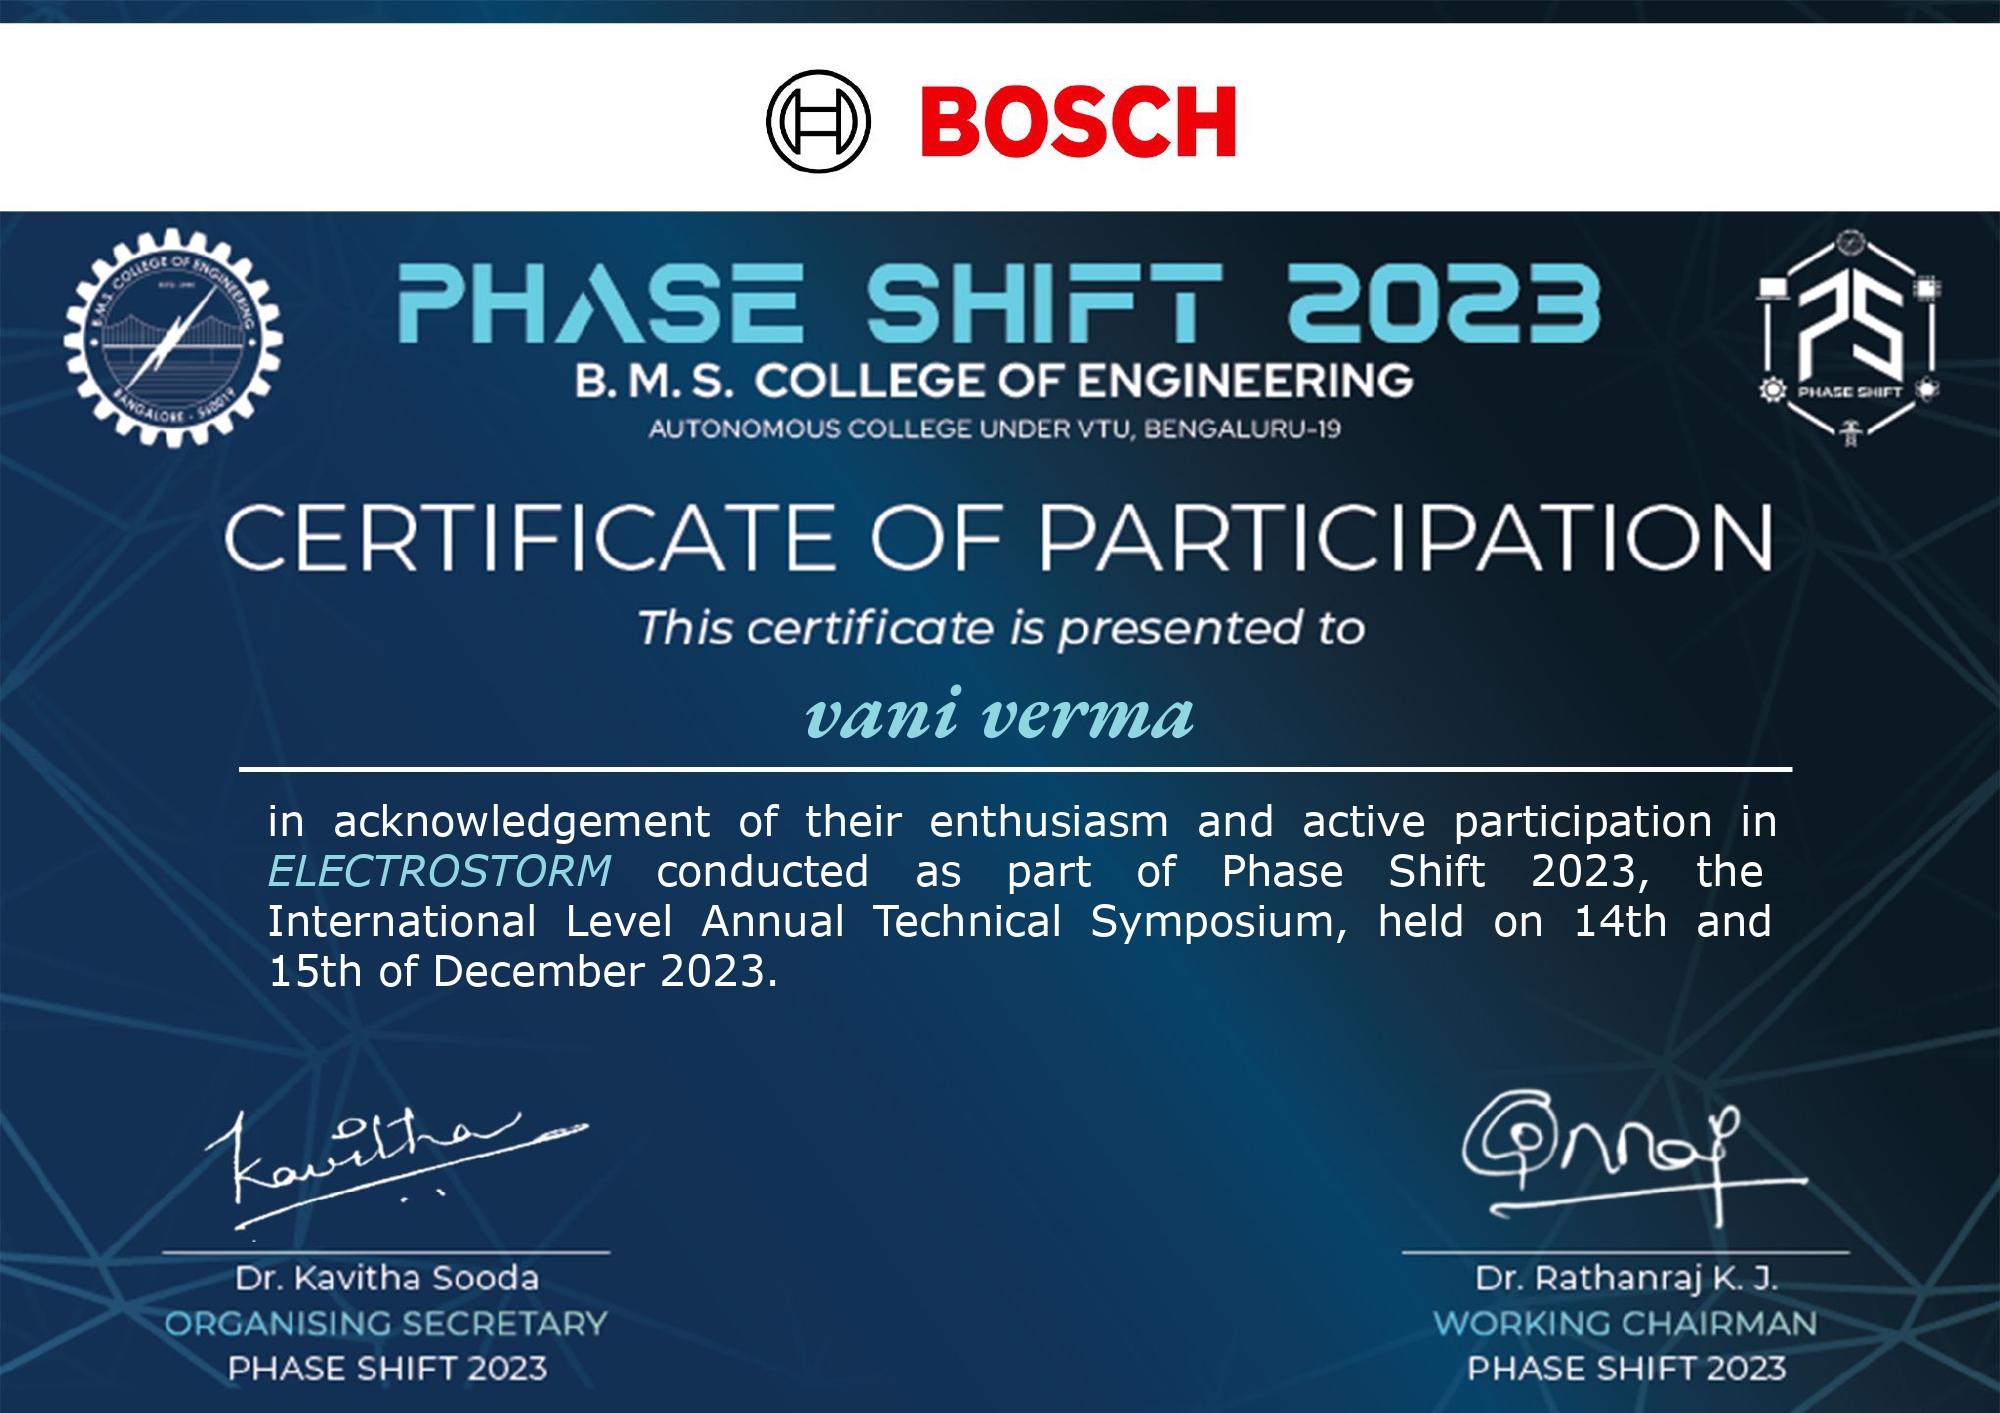 BOSCH
B.M.S. COLLEGE OF ENGINEERING
BANGALORE - 560019
PHASE SHIFT 2023
B. M. S. COLLEGE OF ENGINEERING
AUTONOMOUS COLLEGE UNDER VTU, BENGALURU-19
PS
PHASE SHIFT
CERTIFICATE OF PARTICIPATION
This certificate is presented to
vani verma
in acknowledgement of their enthusiasm and active participation in
ELECTROSTORM conducted as part of Phase Shift 2023, the
International Level Annual Technical Symposium, held on 14th and
15th of December 2023.
Kavitha
Dr. Kavitha Sooda
ORGANISING SECRETARY
PHASE SHIFT 2023
Dr. Rathanraj K. J.
WORKING CHAIRMAN
PHASE SHIFT 2023